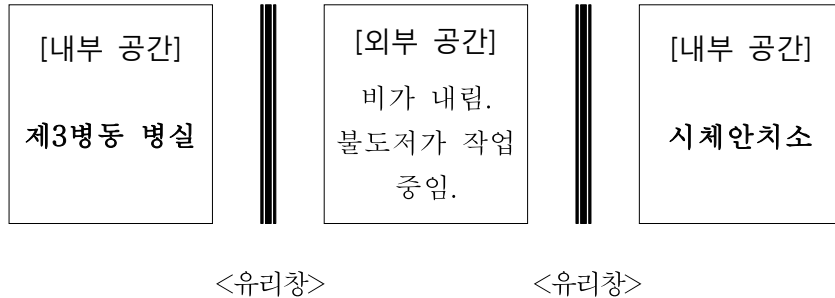 [내부 공간]
제3병동 병실
[외부 공간]
비가 내림.
불도저가 작업
중임.
[내부 공간]
시체안치소
<유리창>
<유리창>